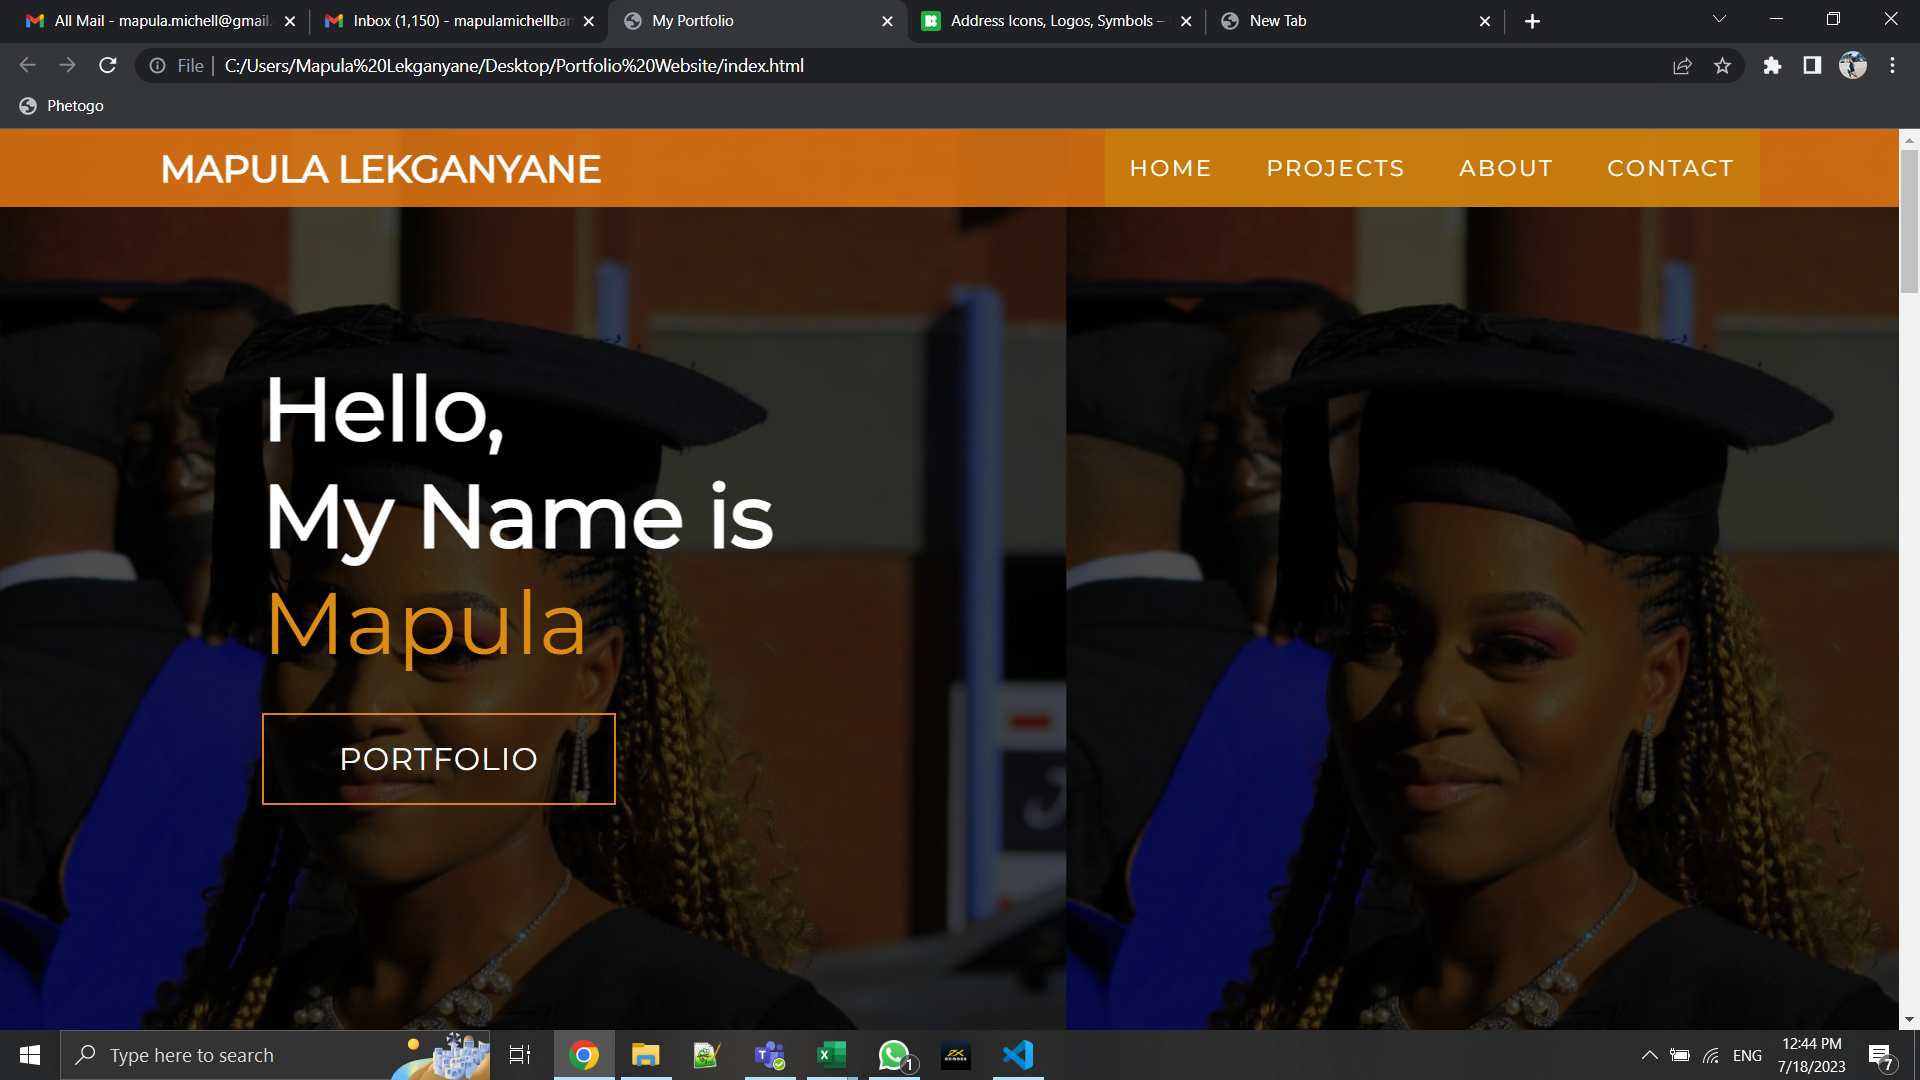 All Mail - mapula.michell@gmail.
Inbox (1,150) - mapulamichellbar
My Portfolio
Address Icons, Logos, Symbols –
New Tab
File
C:/Users/Mapula%20Lekganyane/Desktop/Portfolio%20Website/index.html
Phetogo
MAPULA LEKGANYANE
HOME
PROJECTS
ABOUT
CONTACT
Hello,
My Name is
Mapula
PORTFOLIO
Type here to search
1
ENG
12:44 PM
7/18/2023
7